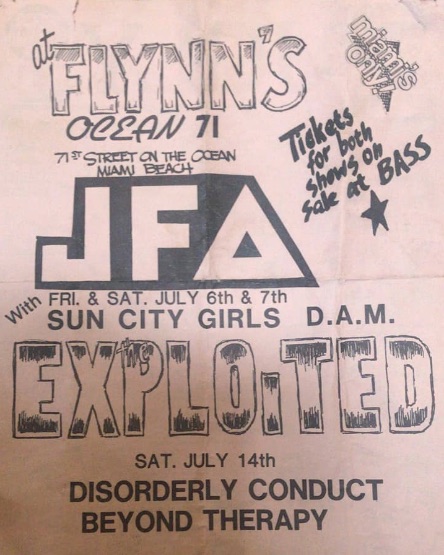 at
FLYNN'S
OCEAN 71
71ST STREET ON THE OCEAN
MIAMI BEACH
miami's
only!
Tickets
for both
shows on
sale at BASS
JFA
With FRI. & SAT. JULY 6th & 7th
SUN CITY GIRLS D.A.M.
the
EXPLOITED
SAT. JULY 14th
DISORDERLY CONDUCT
BEYOND THERAPY